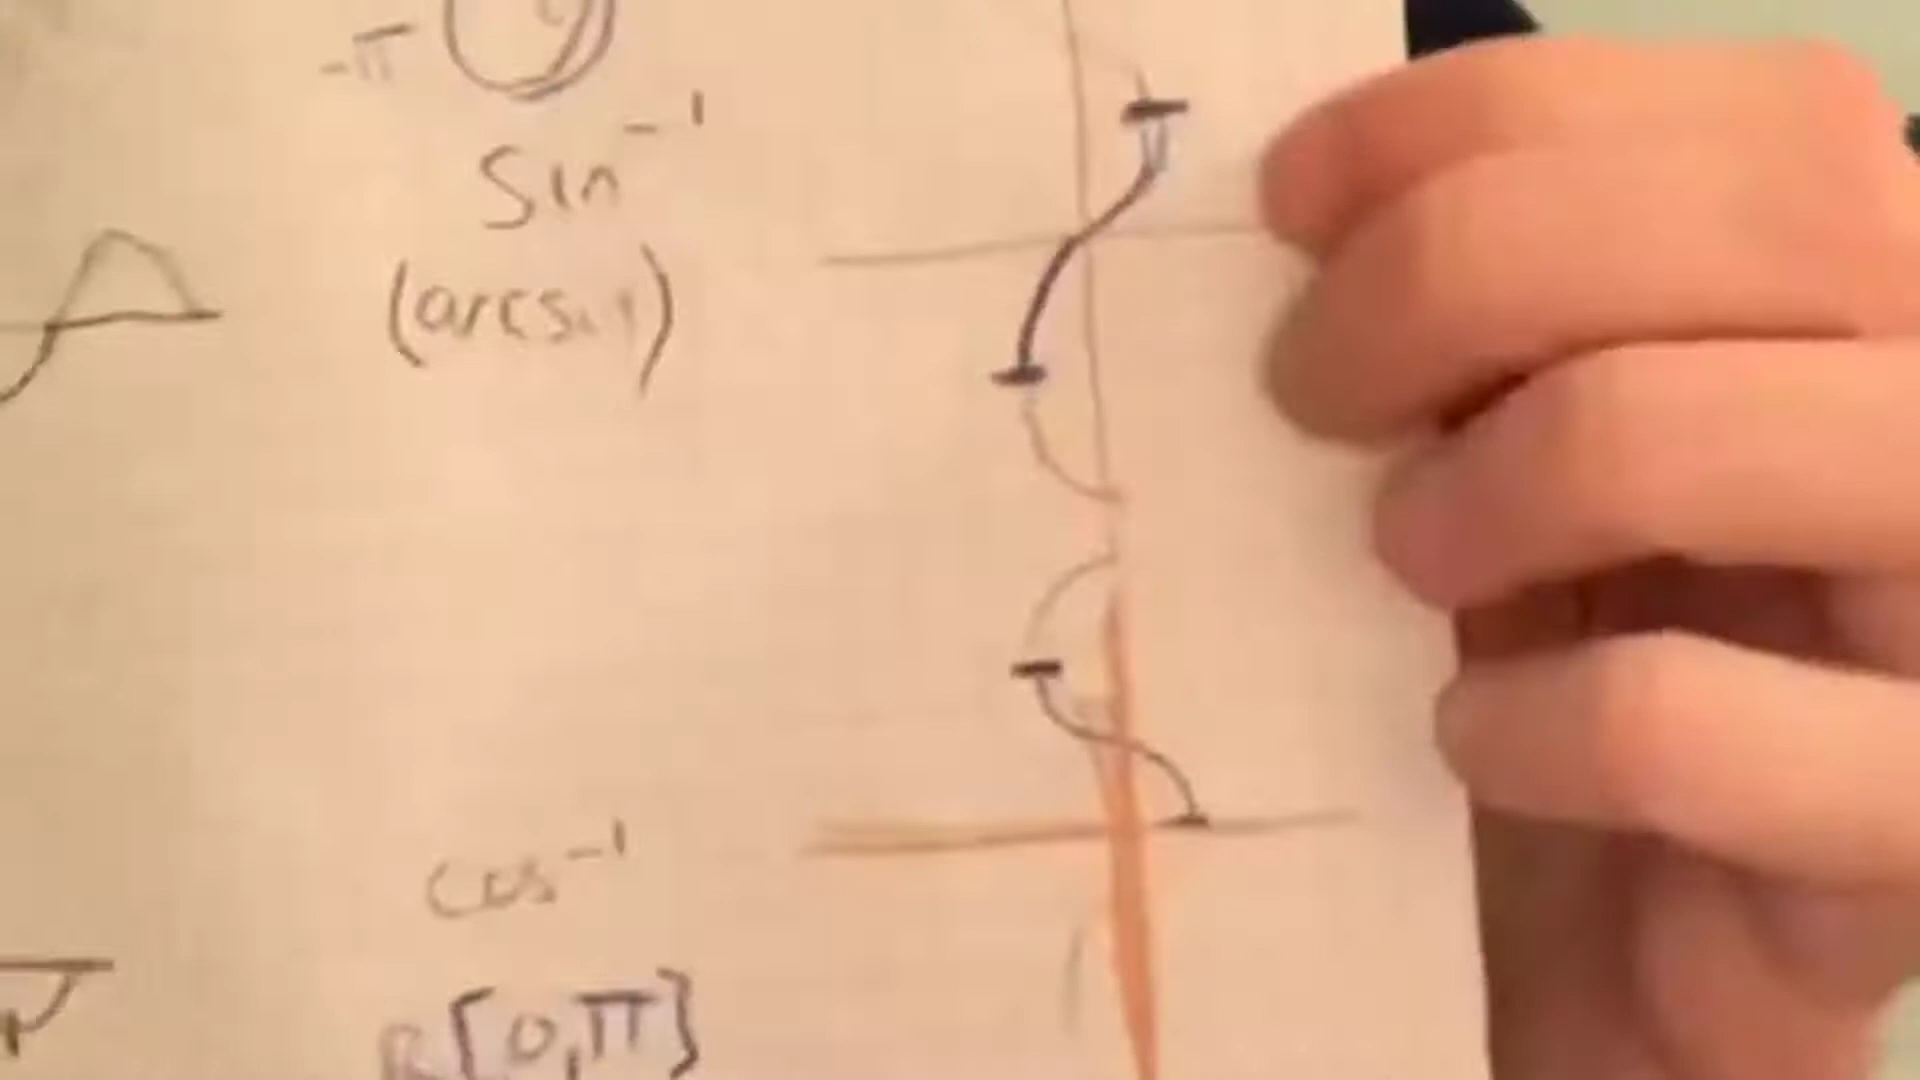 -π
Sin⁻¹
(arcsin)
cos⁻¹
R[0,π]